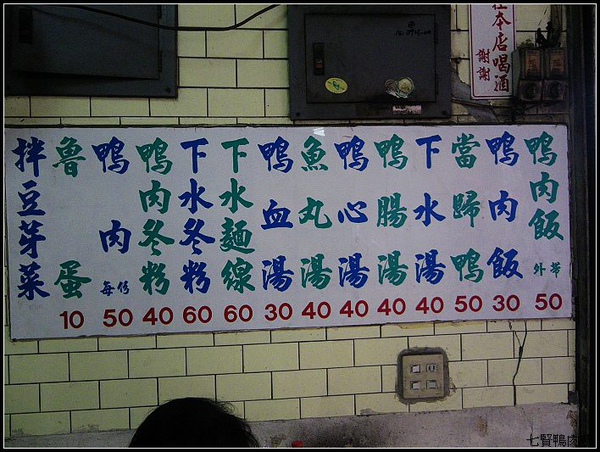 鴨肉飯 外帶 50
鴨肉飯 30
當歸鴨 50
下水湯 40
鴨腸湯 40
鴨心湯 40
魚丸湯 40
鴨血湯 30
下水麵線 60
下水冬粉 60
鴨肉冬粉 40
鴨肉 每份 50
魯蛋 10
拌豆芽菜
本店喝酒
謝謝
七賢鴨肉